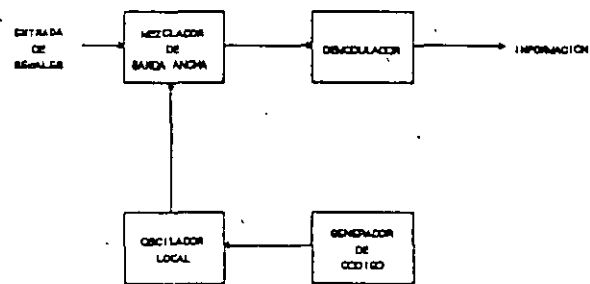 ENTRADA
DE
SEÑALES
MEZCLADOR
DE
BANDA ANCHA
DEMODULADOR
INFORMACION
OSCILADOR
LOCAL
GENERADOR
DE
CODIGO